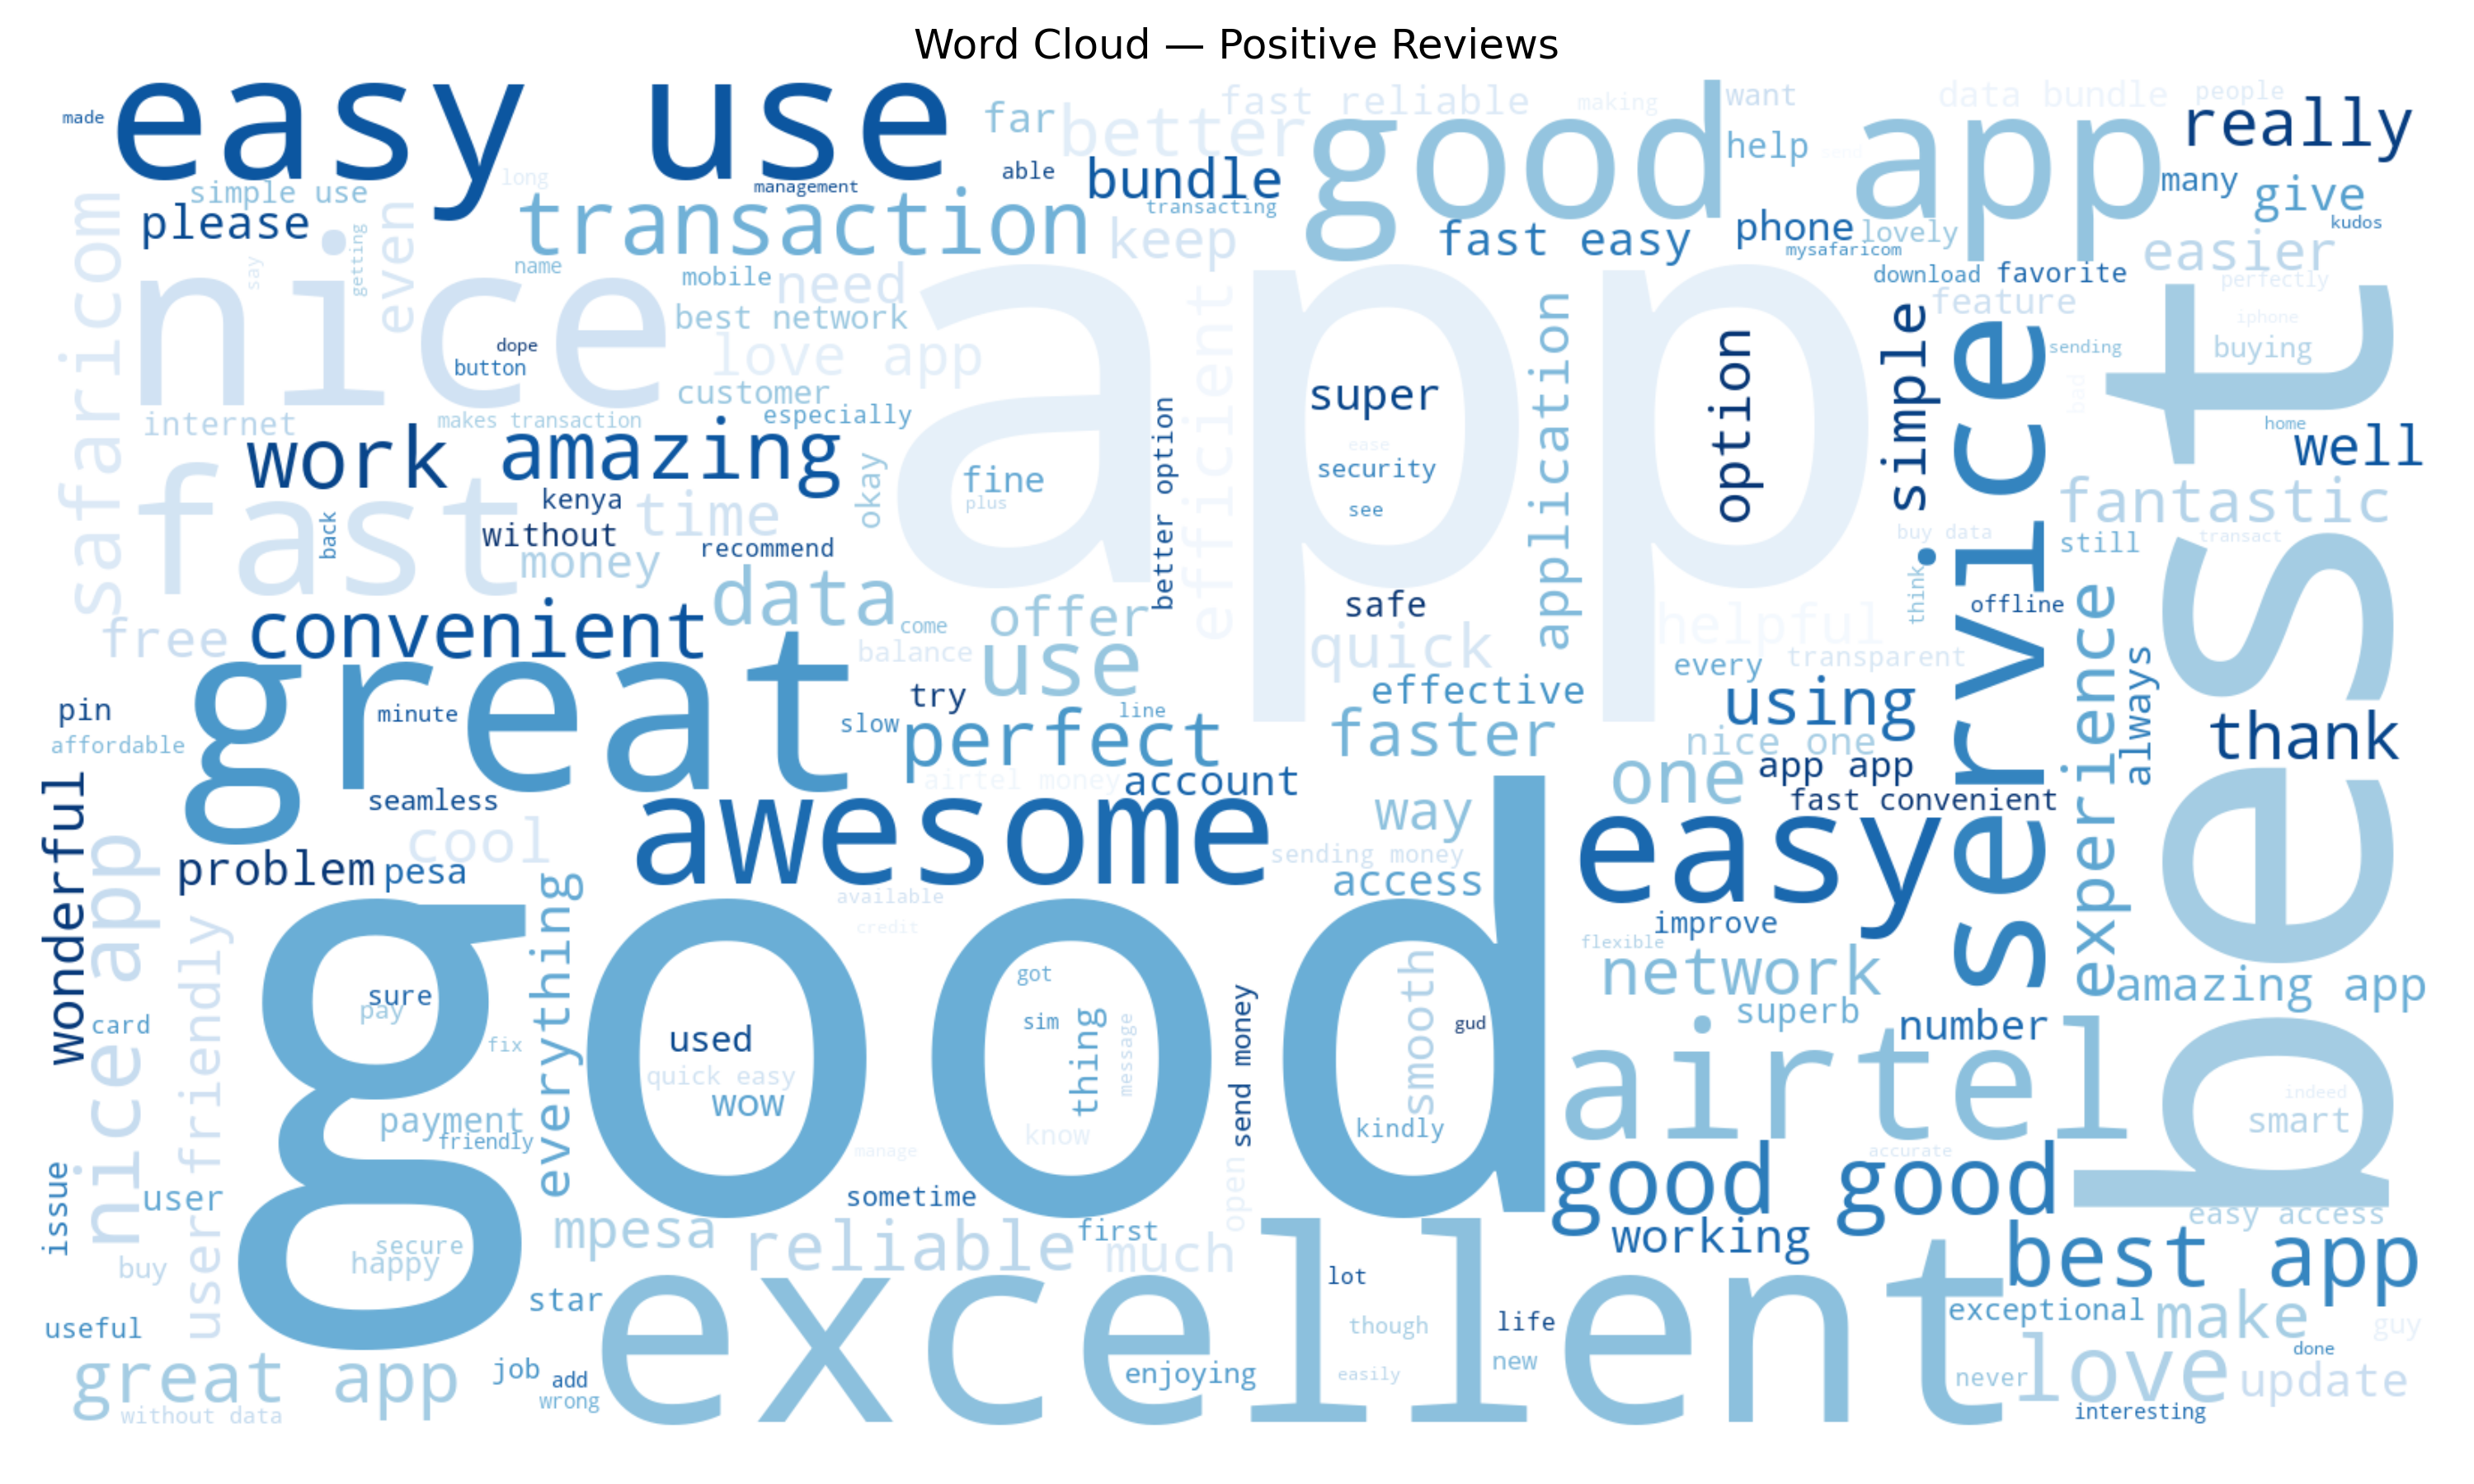 Word Cloud — Positive Reviews
made
easy use
far
better
fast reliable
making
want
data bundle
people
good app
really
help
able
bundle
long
management
simple use
transaction
transacting
please
even
keep
fast easy
phone
lovely
mysafaricom
many
give
kudos
easier
safaricom
nice
say
getting
name
mobile
need
best network
love app
efficient
app
application
download
favorite
feature
perfectly
iphone
sending
buying
dope
button
customer
especially
internet
makes transaction
work
amazing
okay
fine
plus
better option
super
ease
security
see
option
simple
service
bad
best
home
well
fast
kenya
back
without
time
money
recommend
fantastic
buy data
still
transact
safe
think
offline
data
come
offer
free
convenient
balance
use
quick
helpful
every
transparent
effective
experience
always
great
pin
minute
affordable
try
slow
line
perfect
faster
using
nice one
thank
airtel money
account
one
app app
fast convenient
seamless
wonderful
awesome
way
easy
cool
problem
pesa
sending money
access
nice app
user friendly
everything
available
credit
improve
flexible
network
amazing app
superb
number
good
sure
pay
card
fix
used
quick easy
wow
got
sim
thing
message
know
send money
smooth
gud
kindly
airtel
indeed
smart
payment
friendly
manage
accurate
good good
issue
user
sometime
open
first
working
easy access
best app
mpesa
reliable
much
secure
happy
buy
star
useful
excellent
lot
though
life
exceptional
make
guy
great app
job
add
wrong
enjoying
easily
new
never
love
done
update
without data
interesting